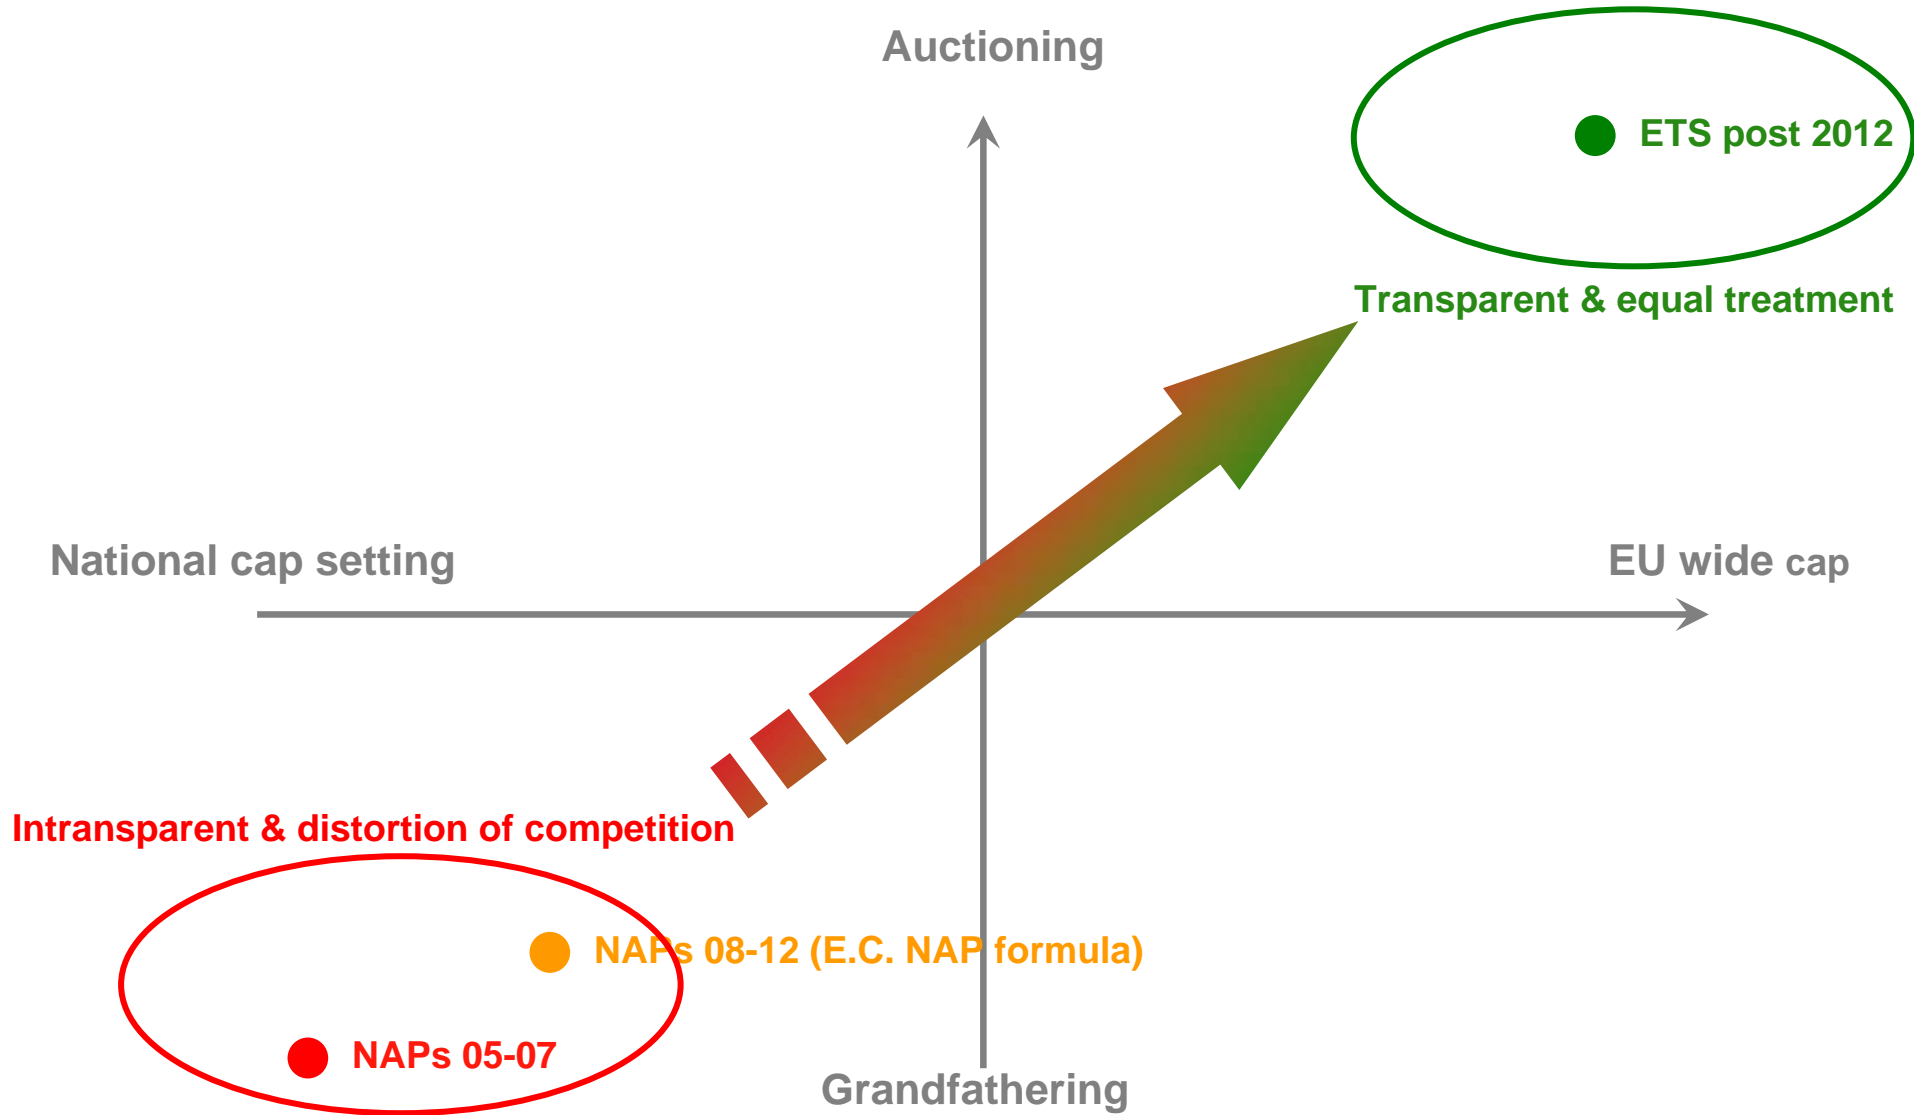 Auctioning
ETS post 2012
Transparent & equal treatment
National cap setting
EU wide cap
Intransparent & distortion of competition
NAPs 08-12 (E.C. NAP formula)
NAPs 05-07
Grandfathering